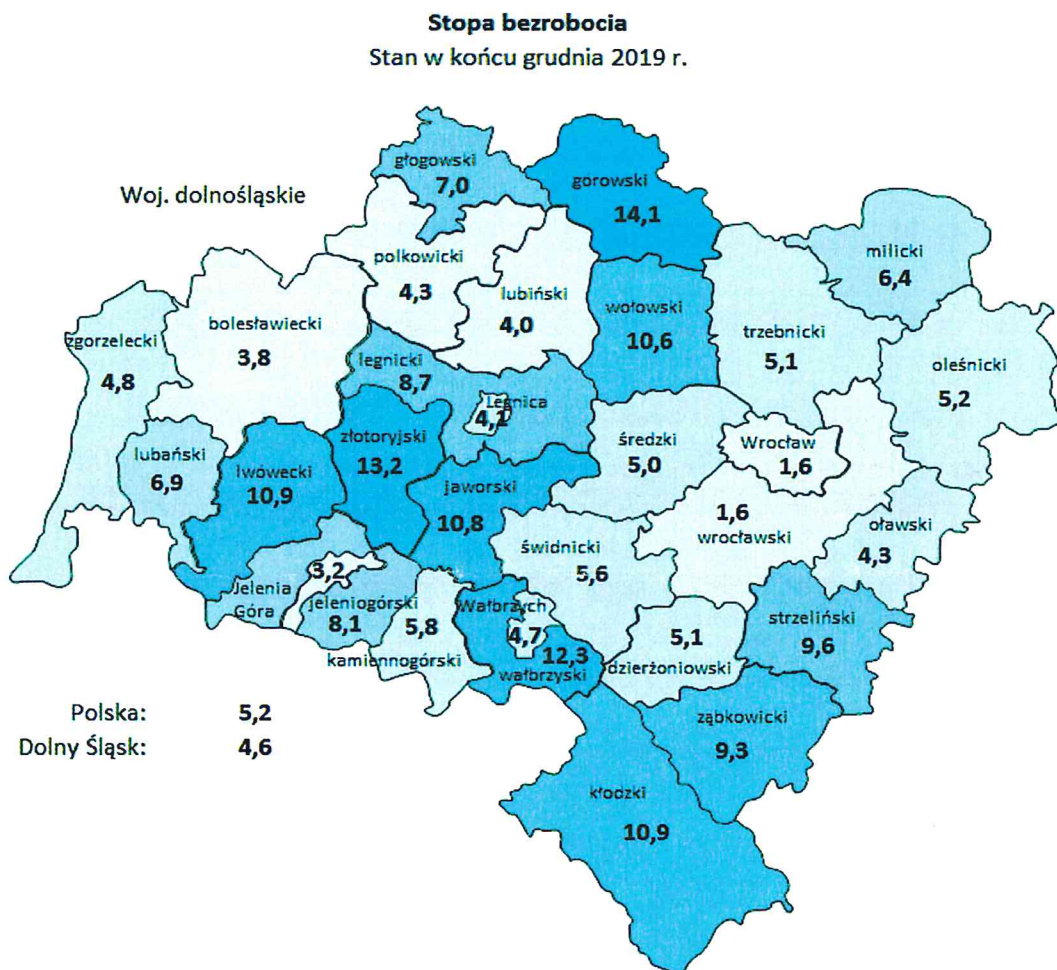 Stopa bezrobocia
Stan w końcu grudnia 2019 r.
Woj. dolnośląskie
głogowski
7,0
górowski
14,1
milicki
6,4
polkowicki
4,3
lubiński
4,0
wołowski
10,6
trzebnicki
5,1
zgorzelecki
4,8
bolesławiecki
3,8
oleśnicki
5,2
legnicki
8,7
Legnica
4,1
złotoryjski
13,2
średzki
5,0
Wrocław
1,6
lubański
6,9
lwówecki
10,9
jaworski
10,8
1,6
wrocławski
oławski
4,3
świdnicki
5,6
3,2
Jelenia
Góra
jeleniogórski
8,1
5,8
kamiennogórski
Wałbrzych
4,7
12,3
wałbrzyski
5,1
dzierżoniowski
strzeliński
9,6
ząbkowicki
9,3
Polska: 5,2
Dolny Śląsk: 4,6
kłodzki
10,9